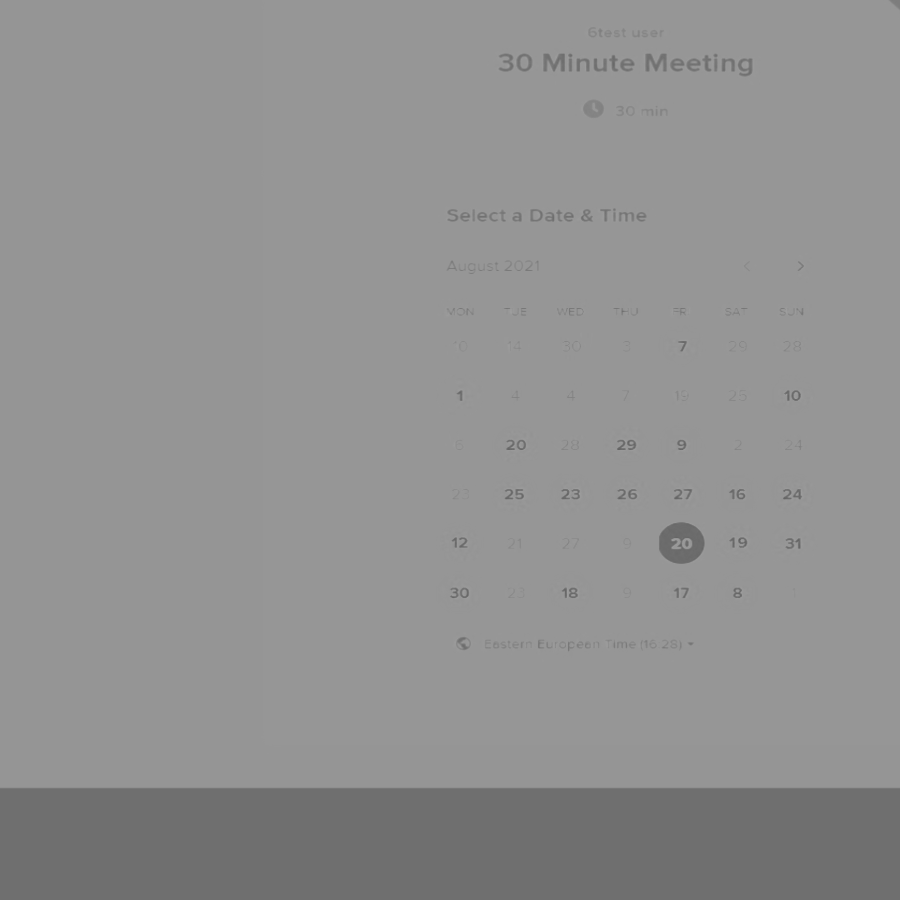 6test user
30 Minute Meeting
30 min
Select a Date & Time
August 2021
MON TUE WED THU FRI SAT SUN
10 14 30 3 7 29 28
1 4 4 7 19 23 10
20 28 29 9 2 24
23 25 23 26 27 16 24
12 21 27 9 20 19 31
30 23 18 9 17 8 1
Eastern European Time (16:28)